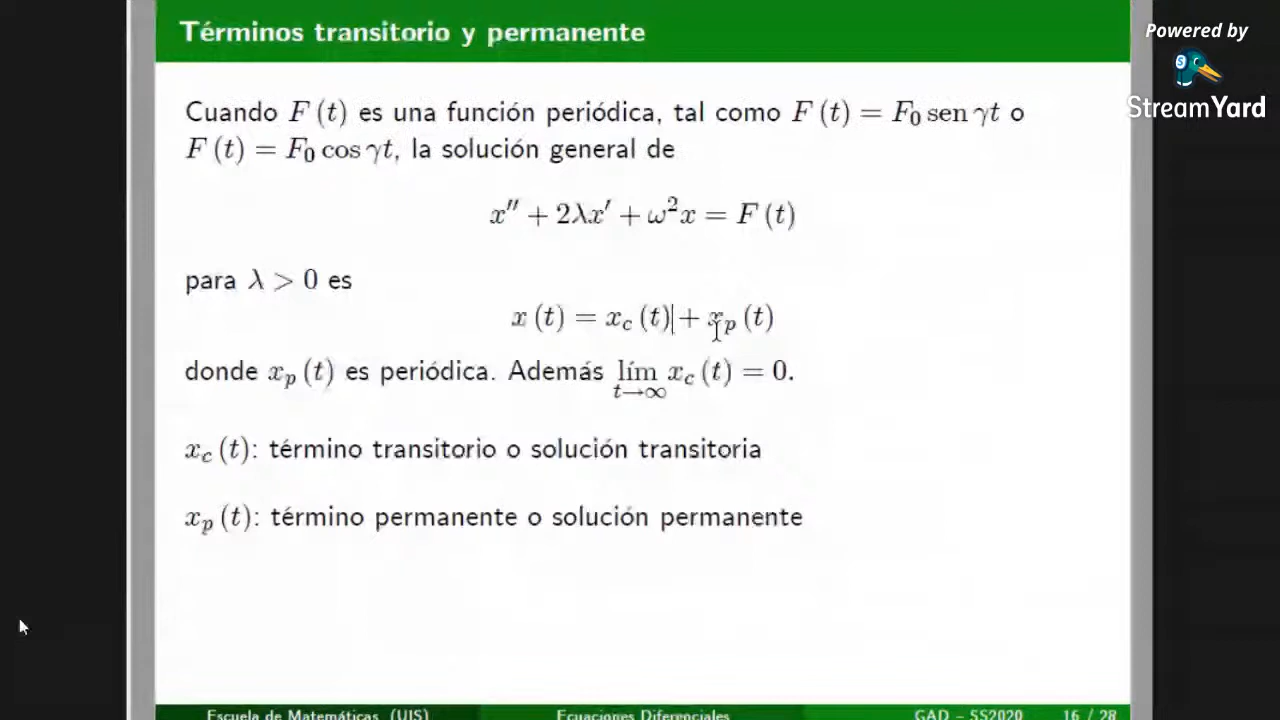 Términos transitorio y permanente
Powered by
StreamYard
Cuando F (t) es una función periódica, tal como F (t) = F₀ sen γt o
F (t) = F₀ cos γt, la solución general de
x′′ + 2λx′ + ω²x = F (t)
para λ > 0 es
x (t) = x_c (t) + x_p (t)
donde x_p (t) es periódica. Además lím_{t→∞} x_c (t) = 0.
x_c (t): término transitorio o solución transitoria
x_p (t): término permanente o solución permanente
Escuela de Matemáticas (UIS) Ecuaciones Diferenciales GAD – SS2020 16 / 28